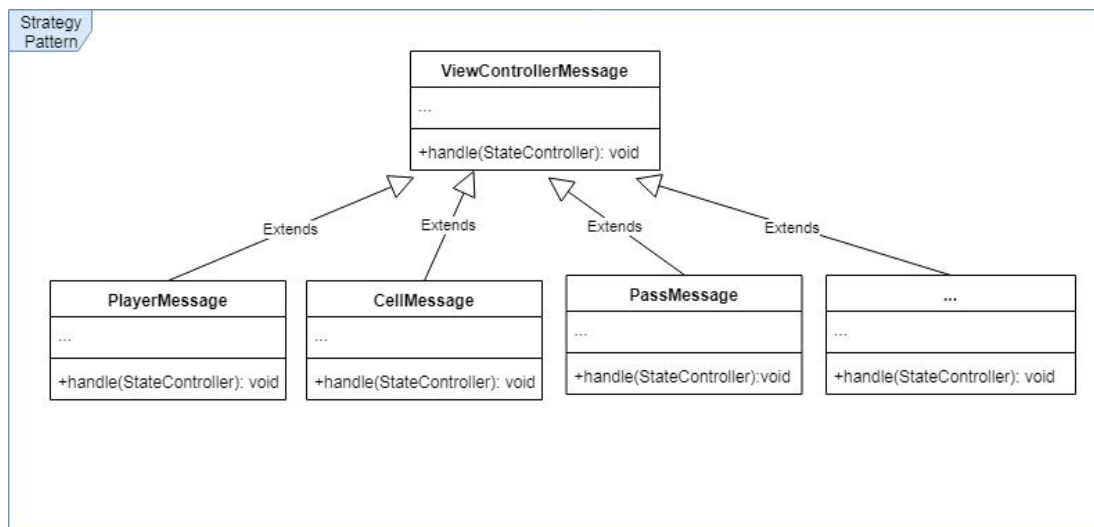 Strategy
Pattern
ViewControllerMessage
...
+handle(StateController): void
Extends
Extends
Extends
Extends
PlayerMessage
...
+handle(StateController): void
CellMessage
...
+handle(StateController): void
PassMessage
...
+handle(StateController):void
...
...
+handle(StateController): void